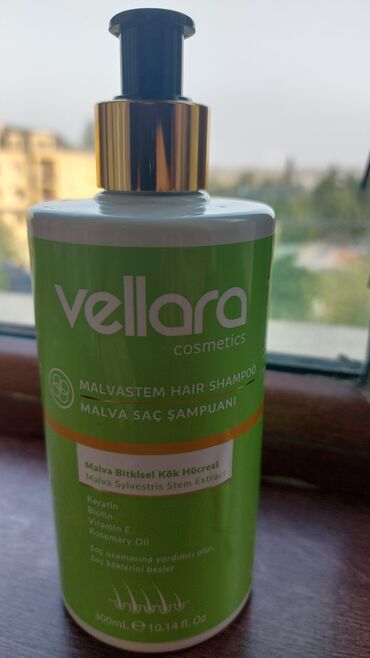 vellara
cosmetics
MALVASTEM HAIR SHAMPOO
MALVA SAÇ ŞAMPUANI
Malva Bitkisel Kök Hücresi
Malva Sylvestris Stem Extract
Keratin
Biotin
Vitamin E
Rosemary Oil
Saç uzamasına yardımcı olur,
Saç köklerini besler
300mL ℮ 10.14 fl. Oz